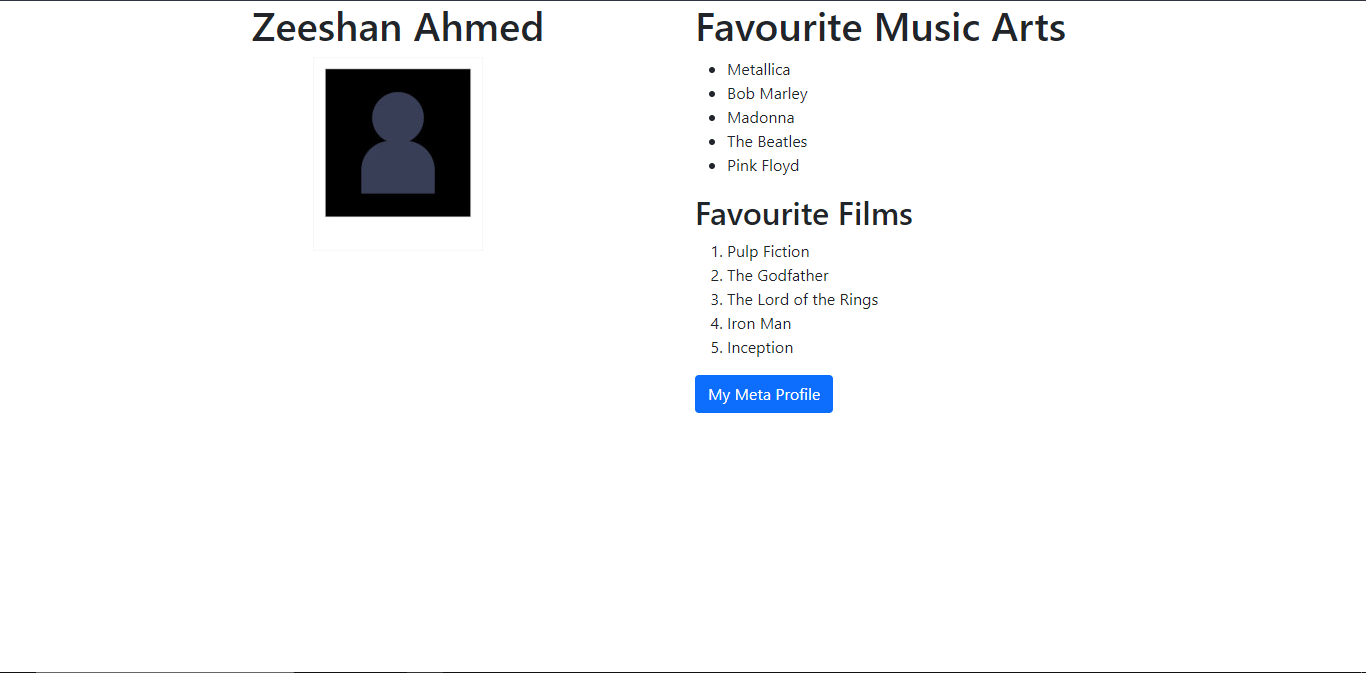 Zeeshan Ahmed
Favourite Music Arts
Metallica
Bob Marley
Madonna
The Beatles
Pink Floyd
Favourite Films
1. Pulp Fiction
2. The Godfather
3. The Lord of the Rings
4. Iron Man
5. Inception
My Meta Profile